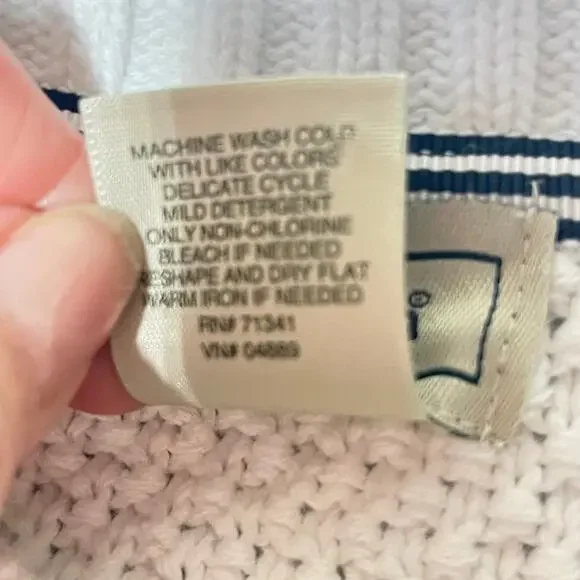 MACHINE WASH COLD
WITH LIKE COLORS
DELICATE CYCLE
MILD DETERGENT
ONLY NON-CHLORINE
BLEACH IF NEEDED
RESHAPE AND DRY FLAT
WARM IRON IF NEEDED
RN# 71341
VN# 04889